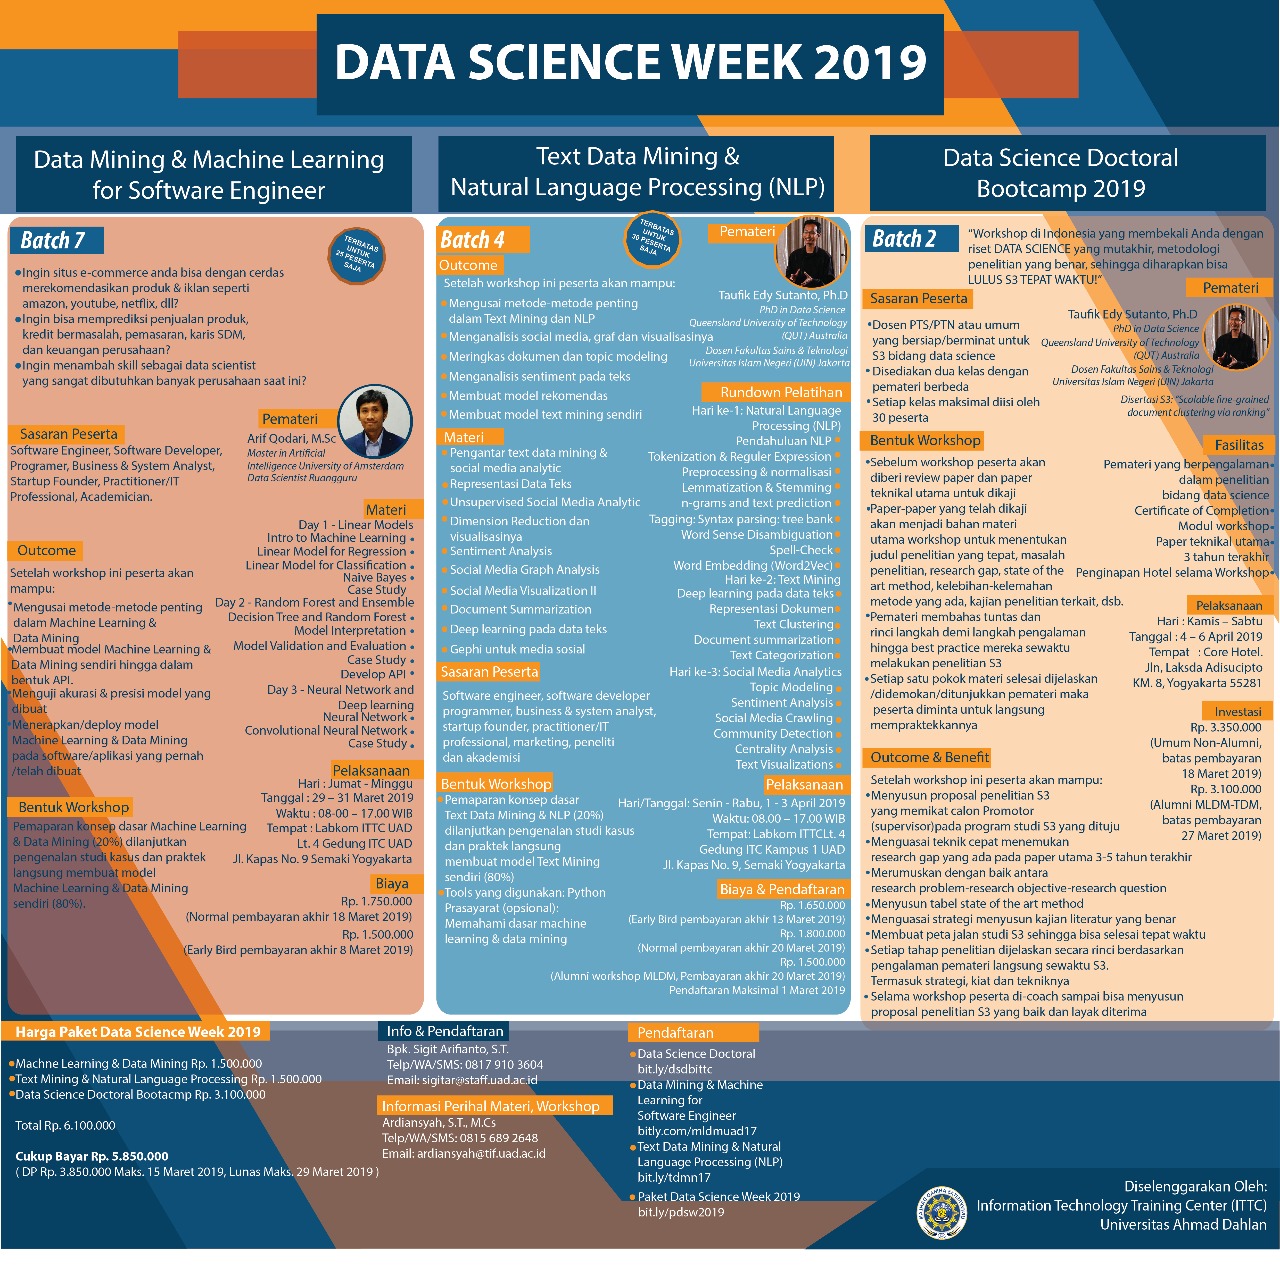 DATA SCIENCE WEEK 2019
Data Mining & Machine Learning
for Software Engineer
Batch 7
TERBATAS
UNTUK
25 PESERTA
SAJA
•Ingin situs e-commerce anda bisa dengan cerdas
merekomendasikan produk & iklan seperti
amazon, youtube, netflix, dll?
•Ingin bisa memprediksi penjualan produk,
kredit bermasalah, pemasaran, karis SDM,
dan keuangan perusahaan?
•Ingin menambah skill sebagai data scientist
yang sangat dibutuhkan banyak perusahaan saat ini?
Pemateri
Arif Qodari, M.Sc
Master in Artificial
Intelligence University of Amsterdam
Data Scientist Ruangguru
Sasaran Peserta
Software Engineer, Software Developer,
Programer, Business & System Analyst,
Startup Founder, Practitioner/IT
Professional, Academician.
Outcome
Setelah workshop ini peserta akan
mampu:
•Mengusai metode-metode penting
dalam Machine Learning &
Data Mining
•Membuat model Machine Learning &
Data Mining sendiri hingga dalam
bentuk API.
•Menguji akurasi & presisi model yang
dibuat
•Menerapkan/deploy model
Machine Learning & Data Mining
pada software/aplikasi yang pernah
/telah dibuat
Bentuk Workshop
Pemaparan konsep dasar Machine Learning
& Data Mining (20%) dilanjutkan
pengenalan studi kasus dan praktek
langsung membuat model
Machine Learning & Data Mining
sendiri (80%).
Materi
Day 1 - Linear Models
Intro to Machine Learning •
Linear Model for Regression •
Linear Model for Classification •
Naive Bayes •
Case Study
Day 2 - Random Forest and Ensemble
Decision Tree and Random Forest •
Model Interpretation •
Model Validation and Evaluation •
Case Study •
Develop API •
Day 3 - Neural Network and
Deep learning
Neural Network •
Convolutional Neural Network •
Case Study •
Pelaksanaan
Hari : Jumat - Minggu
Tanggal : 29 – 31 Maret 2019
Waktu : 08-00 – 17.00 WIB
Tempat : Labkom ITTC UAD
Lt. 4 Gedung ITC UAD
Jl. Kapas No. 9 Semaki Yogyakarta
Biaya
Rp. 1.750.000
(Normal pembayaran akhir 18 Maret 2019)
Rp. 1.500.000
(Early Bird pembayaran akhir 8 Maret 2019)
Text Data Mining &
Natural Language Processing (NLP)
Batch 4
TERBATAS
UNTUK
30 PESERTA
SAJA
Pemateri
Taufik Edy Sutanto, Ph.D
PhD in Data Science
Queensland University of Technology
(QUT) Australia
Dosen Fakultas Sains & Teknologi
Universitas Islam Negeri (UIN) Jakarta
Outcome
Setelah workshop ini peserta akan mampu:
•Mengusai metode-metode penting
dalam Text Mining dan NLP
•Menganalisis social media, graf dan visualisasinya
•Meringkas dokumen dan topic modeling
•Menganalisis sentiment pada teks
•Membuat model rekomendas
•Membuat model text mining sendiri
Materi
•Pengantar text data mining &
social media analytic
•Representasi Data Teks
•Unsupervised Social Media Analytic
•Dimension Reduction dan
visualisasinya
•Sentiment Analysis
•Social Media Graph Analysis
•Social Media Visualization II
•Document Summarization
•Deep learning pada data teks
•Gephi untuk media sosial
Sasaran Peserta
Software engineer, software developer
programmer, business & system analyst,
startup founder, practitioner/IT
professional, marketing, peneliti
dan akademisi
Bentuk Workshop
•Pemaparan konsep dasar
Text Data Mining & NLP (20%)
dilanjutkan pengenalan studi kasus
dan praktek langsung
membuat model Text Mining
sendiri (80%)
•Tools yang digunakan: Python
Prasayarat (opsional):
Memahami dasar machine
learning & data mining
Rundown Pelatihan
Hari ke-1: Natural Language
Processing (NLP)
Pendahuluan NLP •
Tokenization & Reguler Expression •
Preprocessing & normalisasi •
Lemmatization & Stemming •
n-grams and text prediction •
Tagging: Syntax parsing: tree bank•
Word Sense Disambiguation •
Spell-Check•
Word Embedding (Word2Vec)•
Hari ke-2: Text Mining
Deep learning pada data teks•
Representasi Dokumen•
Text Clustering•
Document summarization•
Text Categorization•
Hari ke-3: Social Media Analytics
Topic Modeling •
Sentiment Analysis •
Social Media Crawling •
Community Detection •
Centrality Analysis •
Text Visualizations •
Pelaksanaan
Hari/Tanggal: Senin - Rabu, 1 - 3 April 2019
Waktu: 08.00 – 17.00 WIB
Tempat: Labkom ITTCLt. 4
Gedung ITC Kampus 1 UAD
Jl. Kapas No. 9, Semaki Yogyakarta
Biaya & Pendaftaran
Rp. 1.650.000
(Early Bird pembayaran akhir 13 Maret 2019)
Rp. 1.800.000
(Normal pembayaran akhir 20 Maret 2019)
Rp. 1.500.000
(Alumni workshop MLDM, Pembayaran akhir 20 Maret 2019)
Pendaftaran Maksimal 1 Maret 2019
Data Science Doctoral
Bootcamp 2019
Batch 2
“Workshop di Indonesia yang membekali Anda dengan
riset DATA SCIENCE yang mutakhir, metodologi
penelitian yang benar, sehingga diharapkan bisa
LULUS S3 TEPAT WAKTU!”
Sasaran Peserta
•Dosen PTS/PTN atau umum
yang bersiap/berminat untuk
S3 bidang data science
•Disediakan dua kelas dengan
pemateri berbeda
•Setiap kelas maksimal diisi oleh
30 peserta
Pemateri
Taufik Edy Sutanto, Ph.D
PhD in Data Science
Queensland University of Technology
(QUT) Australia
Dosen Fakultas Sains & Teknologi
Universitas Islam Negeri (UIN) Jakarta
Disertasi S3: “Scalable fine-grained
document clustering via ranking”
Bentuk Workshop
•Sebelum workshop peserta akan
diberi review paper dan paper
teknikal utama untuk dikaji
•Paper-paper yang telah dikaji
akan menjadi bahan materi
utama workshop untuk menentukan
judul penelitian yang tepat, masalah
penelitian, research gap, state of the
art method, kelebihan-kelemahan
metode yang ada, kajian penelitian terkait, dsb.
•Pemateri membahas tuntas dan
rinci langkah demi langkah pengalaman
hingga best practice mereka sewaktu
melakukan penelitian S3
•Setiap satu pokok materi selesai dijelaskan
/didemokan/ditunjukkan pemateri maka
peserta diminta untuk langsung
mempraktekkannya
Fasilitas
Pemateri yang berpengalaman•
dalam penelitian
bidang data science
Certificate of Completion•
Modul workshop•
Paper teknikal utama•
3 tahun terakhir
Penginapan Hotel selama Workshop•
Pelaksanaan
Hari : Kamis – Sabtu
Tanggal : 4 – 6 April 2019
Tempat : Core Hotel.
Jln, Laksda Adisucipto
KM. 8, Yogyakarta 55281
Investasi
Rp. 3.350.000
(Umum Non-Alumni,
batas pembayaran
18 Maret 2019)
Rp. 3.100.000
(Alumni MLDM-TDM,
batas pembayaran
27 Maret 2019)
Outcome & Benefit
Setelah workshop ini peserta akan mampu:
•Menyusun proposal penelitian S3
yang memikat calon Promotor
(supervisor)pada program studi S3 yang dituju
•Menguasai teknik cepat menemukan
research gap yang ada pada paper utama 3-5 tahun terakhir
•Merumuskan dengan baik antara
research problem-research objective-research question
•Menyusun tabel state of the art method
•Menguasai strategi menyusun kajian literatur yang benar
•Membuat peta jalan studi S3 sehingga bisa selesai tepat waktu
•Setiap tahap penelitian dijelaskan secara rinci berdasarkan
pengalaman pemateri langsung sewaktu S3.
Termasuk strategi, kiat dan tekniknya
•Selama workshop peserta di-coach sampai bisa menyusun
proposal penelitian S3 yang baik dan layak diterima
Harga Paket Data Science Week 2019
•Machne Learning & Data Mining Rp. 1.500.000
•Text Mining & Natural Language Processing Rp. 1.500.000
•Data Science Doctoral Bootacmp Rp. 3.100.000
Total Rp. 6.100.000
Cukup Bayar Rp. 5.850.000
( DP Rp. 3.850.000 Maks. 15 Maret 2019, Lunas Maks. 29 Maret 2019 )
Info & Pendaftaran
Bpk. Sigit Arifianto, S.T.
Telp/WA/SMS: 0817 910 3604
Email: sigitar@staff.uad.ac.id
Informasi Perihal Materi, Workshop
Ardiansyah, S.T., M.Cs
Telp/WA/SMS: 0815 689 2648
Email: ardiansyah@tif.uad.ac.id
Pendaftaran
•Data Science Doctoral
bit.ly/dsdbittc
•Data Mining & Machine
Learning for
Software Engineer
bitly.com/mldmuad17
•Text Data Mining & Natural
Language Processing (NLP)
bit.ly/tdmn17
•Paket Data Science Week 2019
bit.ly/pdsw2019
Diselenggarakan Oleh:
Information Technology Training Center (ITTC)
Universitas Ahmad Dahlan